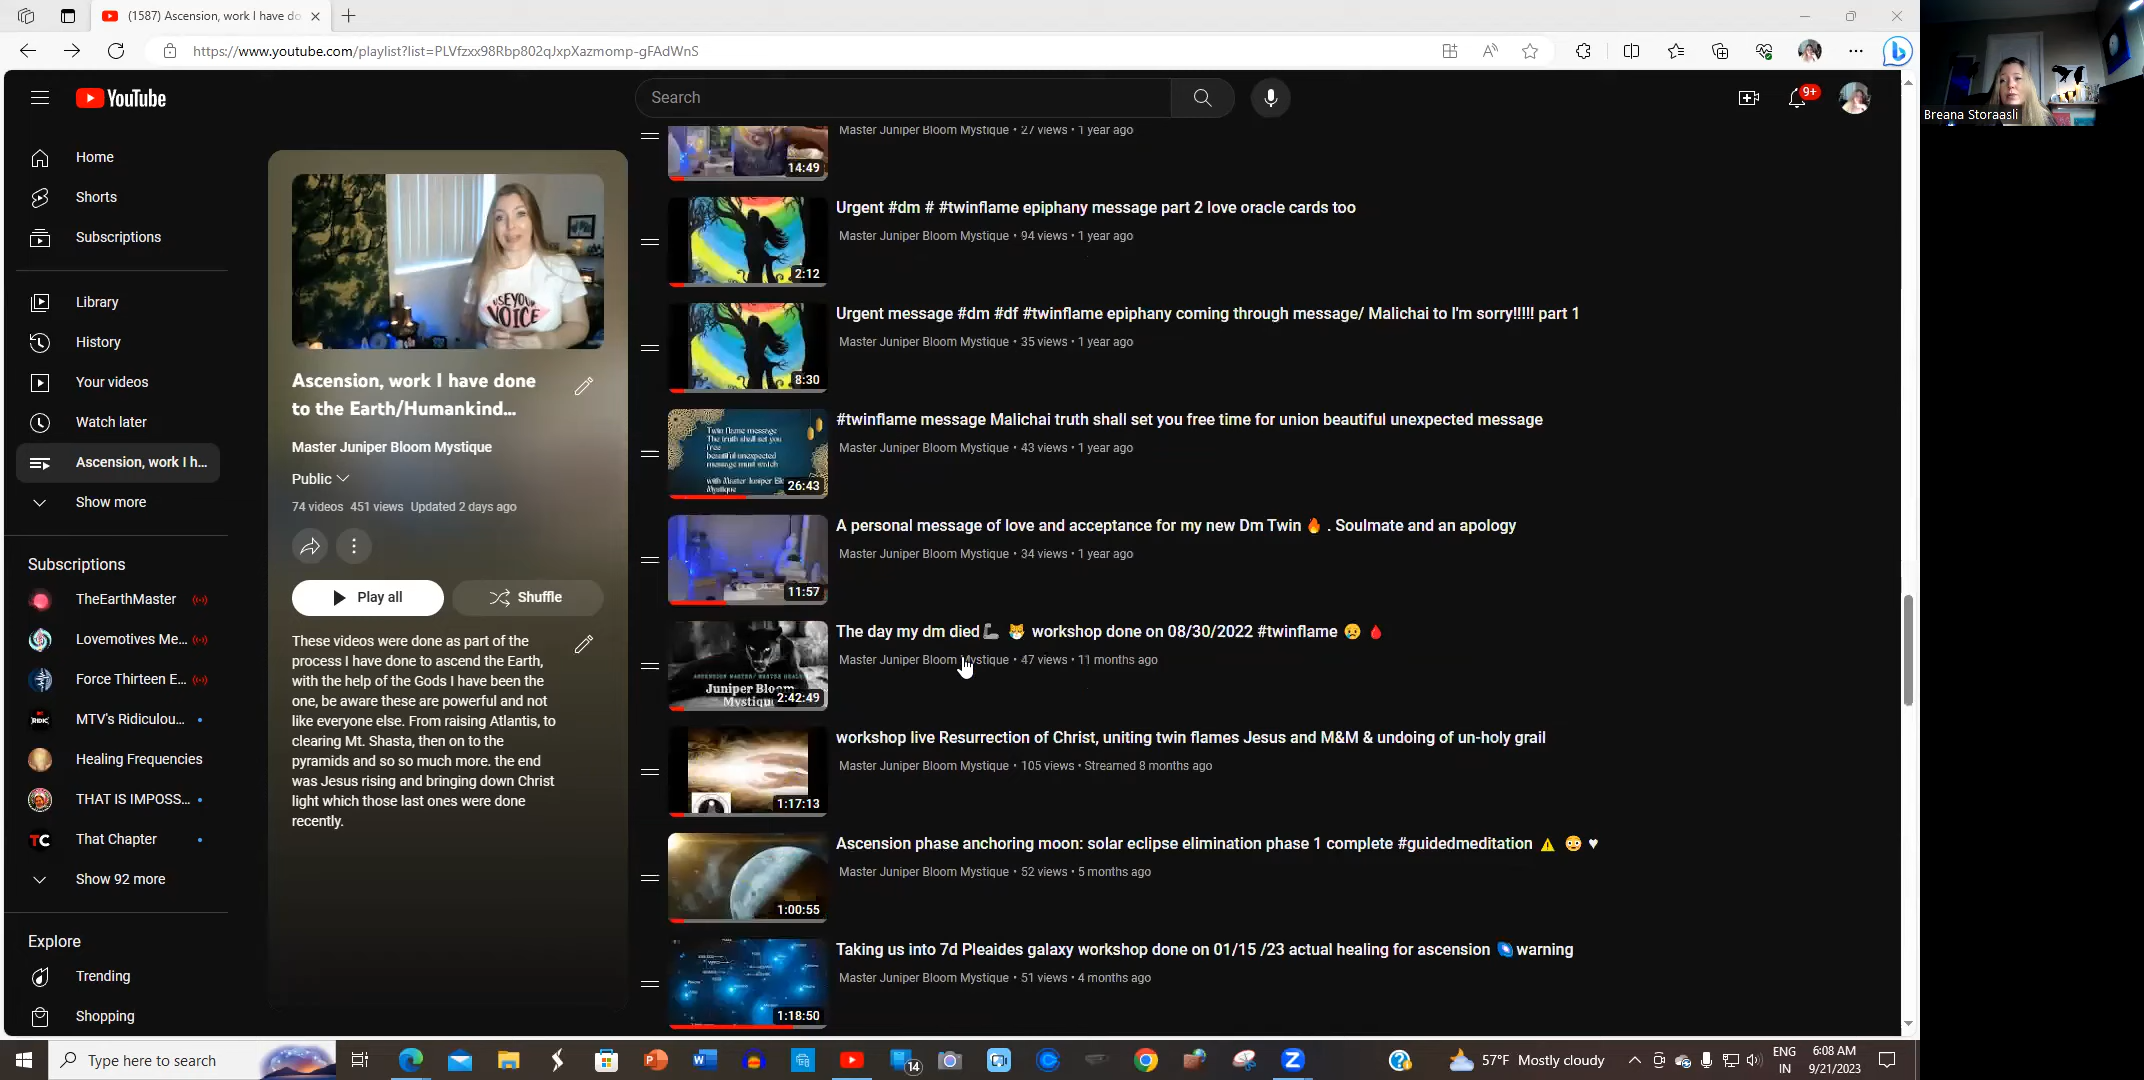 (1587) Ascension, work I have do
https://www.youtube.com/playlist?list=PLVfzxx98Rbp802qJxpXazmomp-gFAdWnS
Breana Storaasli
YouTube
Search
9+
Home
Shorts
Subscriptions
Library
History
Your videos
Watch later
Ascension, work I h...
Show more
Subscriptions
TheEarthMaster
Lovemotives Me...
Force Thirteen E...
MTV's Ridiculou...
Healing Frequencies
THAT IS IMPOSS...
That Chapter
Show 92 more
Explore
Trending
Shopping
USE YOUR
VOICE
Ascension, work I have done
to the Earth/Humankind...
Master Juniper Bloom Mystique
Public
74 videos 451 views Updated 2 days ago
Play all
Shuffle
These videos were done as part of the
process I have done to ascend the Earth,
with the help of the Gods I have been the
one, be aware these are powerful and not
like everyone else. From raising Atlantis, to
clearing Mt. Shasta, then on to the
pyramids and so so much more. the end
was Jesus rising and bringing down Christ
light which those last ones were done
recently.
14:49
Master Juniper Bloom Mystique • 27 views • 1 year ago
2:12
Urgent #dm # #twinflame epiphany message part 2 love oracle cards too
Master Juniper Bloom Mystique • 94 views • 1 year ago
8:30
Urgent message #dm #df #twinflame epiphany coming through message/ Malichai to I'm sorry!!!!! part 1
Master Juniper Bloom Mystique • 35 views • 1 year ago
Twin flame message
The truth shall set you
free
beautiful unexpected
message must watch
with Master Juniper Bl
Mystique
26:43
#twinflame message Malichai truth shall set you free time for union beautiful unexpected message
Master Juniper Bloom Mystique • 43 views • 1 year ago
11:57
A personal message of love and acceptance for my new Dm Twin 🔥 . Soulmate and an apology
Master Juniper Bloom Mystique • 34 views • 1 year ago
ASCENSION MASTER/ MASTER HEALE
Juniper Bloom
Mystique
2:42:49
The day my dm died🦾 🐯 workshop done on 08/30/2022 #twinflame 😢 🩸
Master Juniper Bloom Mystique • 47 views • 11 months ago
1:17:13
workshop live Resurrection of Christ, uniting twin flames Jesus and M&M & undoing of un-holy grail
Master Juniper Bloom Mystique • 105 views • Streamed 8 months ago
1:00:55
Ascension phase anchoring moon: solar eclipse elimination phase 1 complete #guidedmeditation ⚠️ 😳 ♥
Master Juniper Bloom Mystique • 52 views • 5 months ago
1:18:50
Taking us into 7d Pleaides galaxy workshop done on 01/15 /23 actual healing for ascension 🌌warning
Master Juniper Bloom Mystique • 51 views • 4 months ago
Type here to search
14
57°F Mostly cloudy
ENG
IN
6:08 AM
9/21/2023